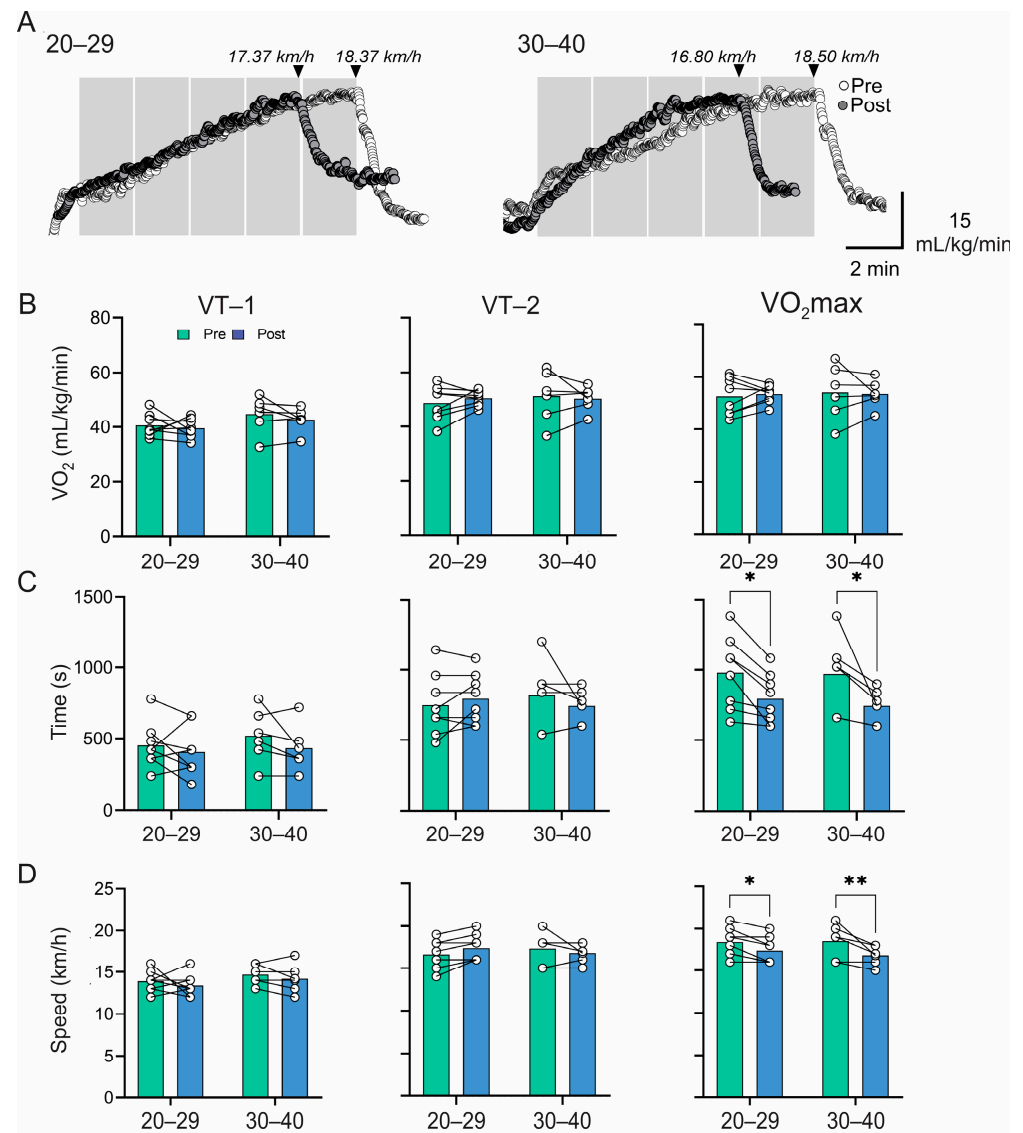 A
20–29
17.37 km/h
18.37 km/h
30–40
16.80 km/h
18.50 km/h
Pre
Post
15
mL/kg/min
2 min
B
VT–1
VT–2
VO2max
Pre
Post
VO2 (mL/kg/min)
80
60
40
20
0
20–29
30–40
20–29
30–40
20–29
30–40
C
Time (s)
1500
1000
500
0
*
*
20–29
30–40
20–29
30–40
20–29
30–40
D
Speed (km/h)
25
20
15
10
5
0
*
**
20–29
30–40
20–29
30–40
20–29
30–40